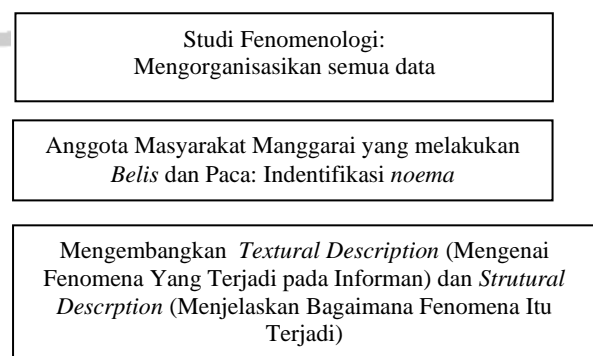 Studi Fenomenologi:
Mengorganisasikan semua data
Anggota Masyarakat Manggarai yang melakukan
Belis dan Paca: Indentifikasi noema
Mengembangkan Textural Description (Mengenai
Fenomena Yang Terjadi pada Informan) dan Strutural
Descrption (Menjelaskan Bagaimana Fenomena Itu
Terjadi)